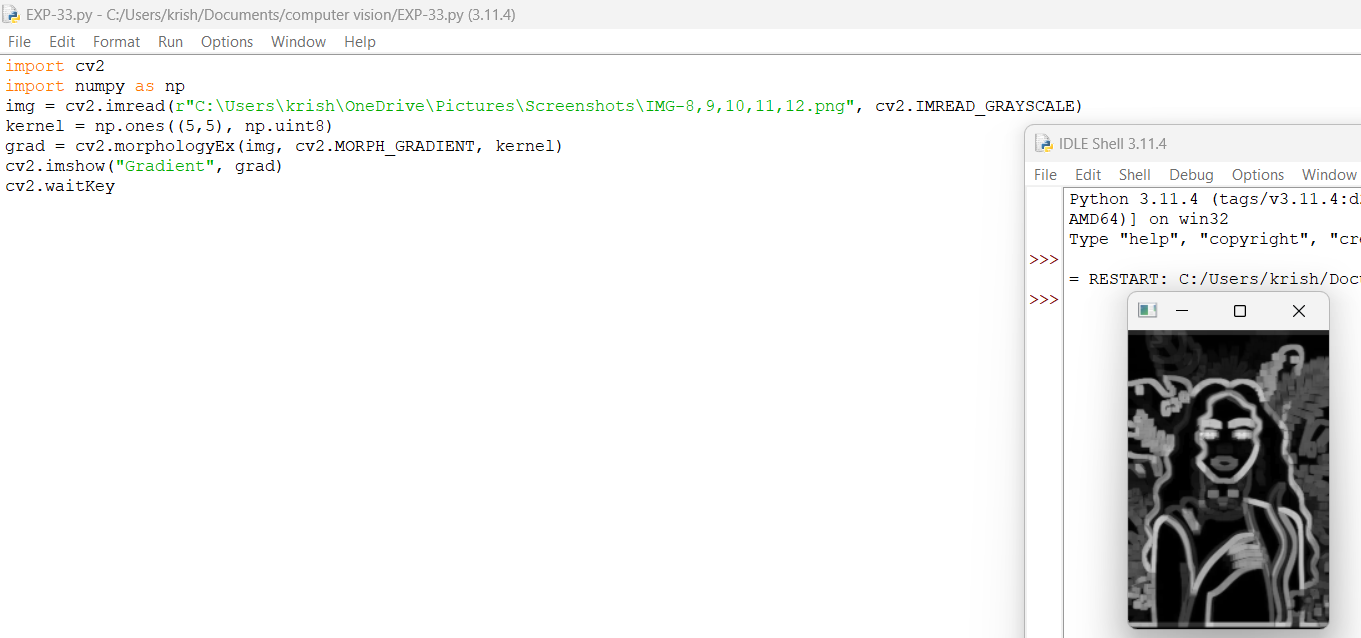 EXP-33.py - C:/Users/krish/Documents/computer vision/EXP-33.py (3.11.4)
File Edit Format Run Options Window Help
import cv2
import numpy as np
img = cv2.imread(r"C:\Users\krish\OneDrive\Pictures\Screenshots\IMG-8,9,10,11,12.png", cv2.IMREAD_GRAYSCALE)
kernel = np.ones((5,5), np.uint8)
grad = cv2.morphologyEx(img, cv2.MORPH_GRADIENT, kernel)
cv2.imshow("Gradient", grad)
cv2.waitKey
IDLE Shell 3.11.4
File Edit Shell Debug Options Window
Python 3.11.4 (tags/v3.11.4:d
AMD64)] on win32
Type "help", "copyright", "cre
>>>
= RESTART: C:/Users/krish/Doc
>>>